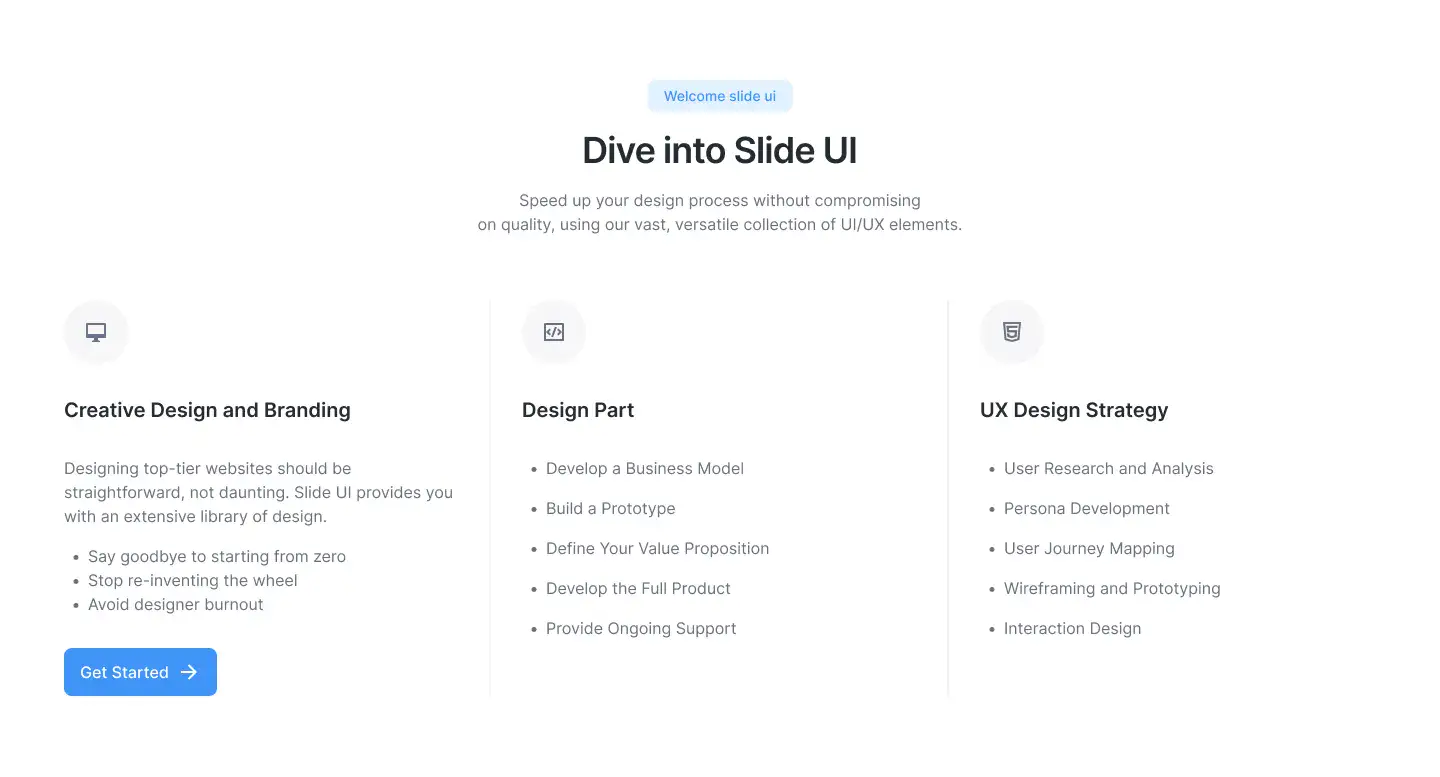 Welcome slide ui
Dive into Slide UI
Speed up your design process without compromising
on quality, using our vast, versatile collection of UI/UX elements.
Creative Design and Branding
Designing top-tier websites should be
straightforward, not daunting. Slide UI provides you
with an extensive library of design.
• Say goodbye to starting from zero
• Stop re-inventing the wheel
• Avoid designer burnout
Get Started
Design Part
• Develop a Business Model
• Build a Prototype
• Define Your Value Proposition
• Develop the Full Product
• Provide Ongoing Support
UX Design Strategy
• User Research and Analysis
• Persona Development
• User Journey Mapping
• Wireframing and Prototyping
• Interaction Design